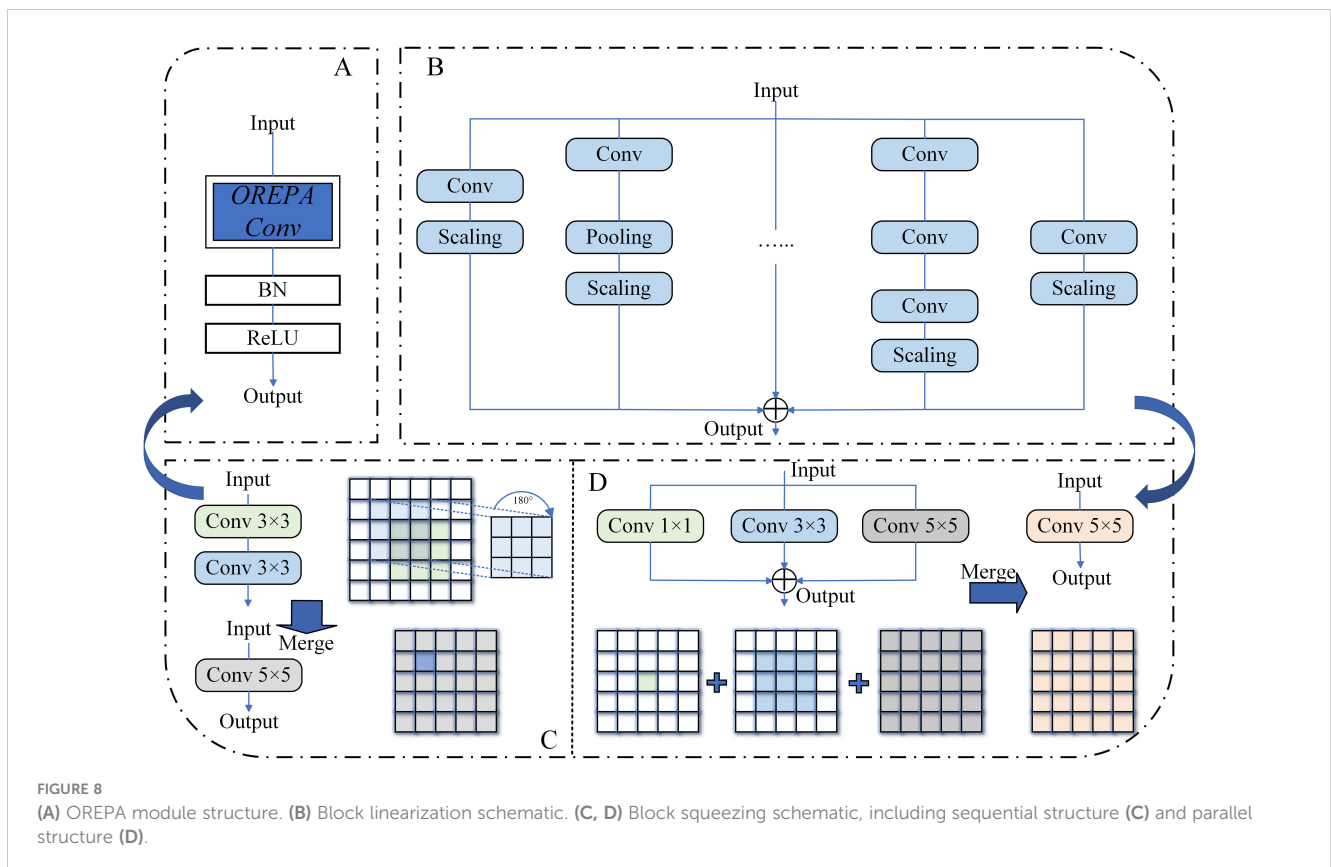 A
Input
OREPA
Conv
BN
ReLU
Output
B
Input
Conv
Scaling
Conv
Pooling
Scaling
......
Conv
Conv
Conv
Scaling
Conv
Scaling
Output
Input
Conv 3×3
Conv 3×3
Input
Merge
Conv 5×5
Output
180°
C
D
Input
Conv 1×1
Conv 3×3
Conv 5×5
Output
Merge
Input
Conv 5×5
Output
FIGURE 8
(A) OREPA module structure. (B) Block linearization schematic. (C, D) Block squeezing schematic, including sequential structure (C) and parallel
structure (D).